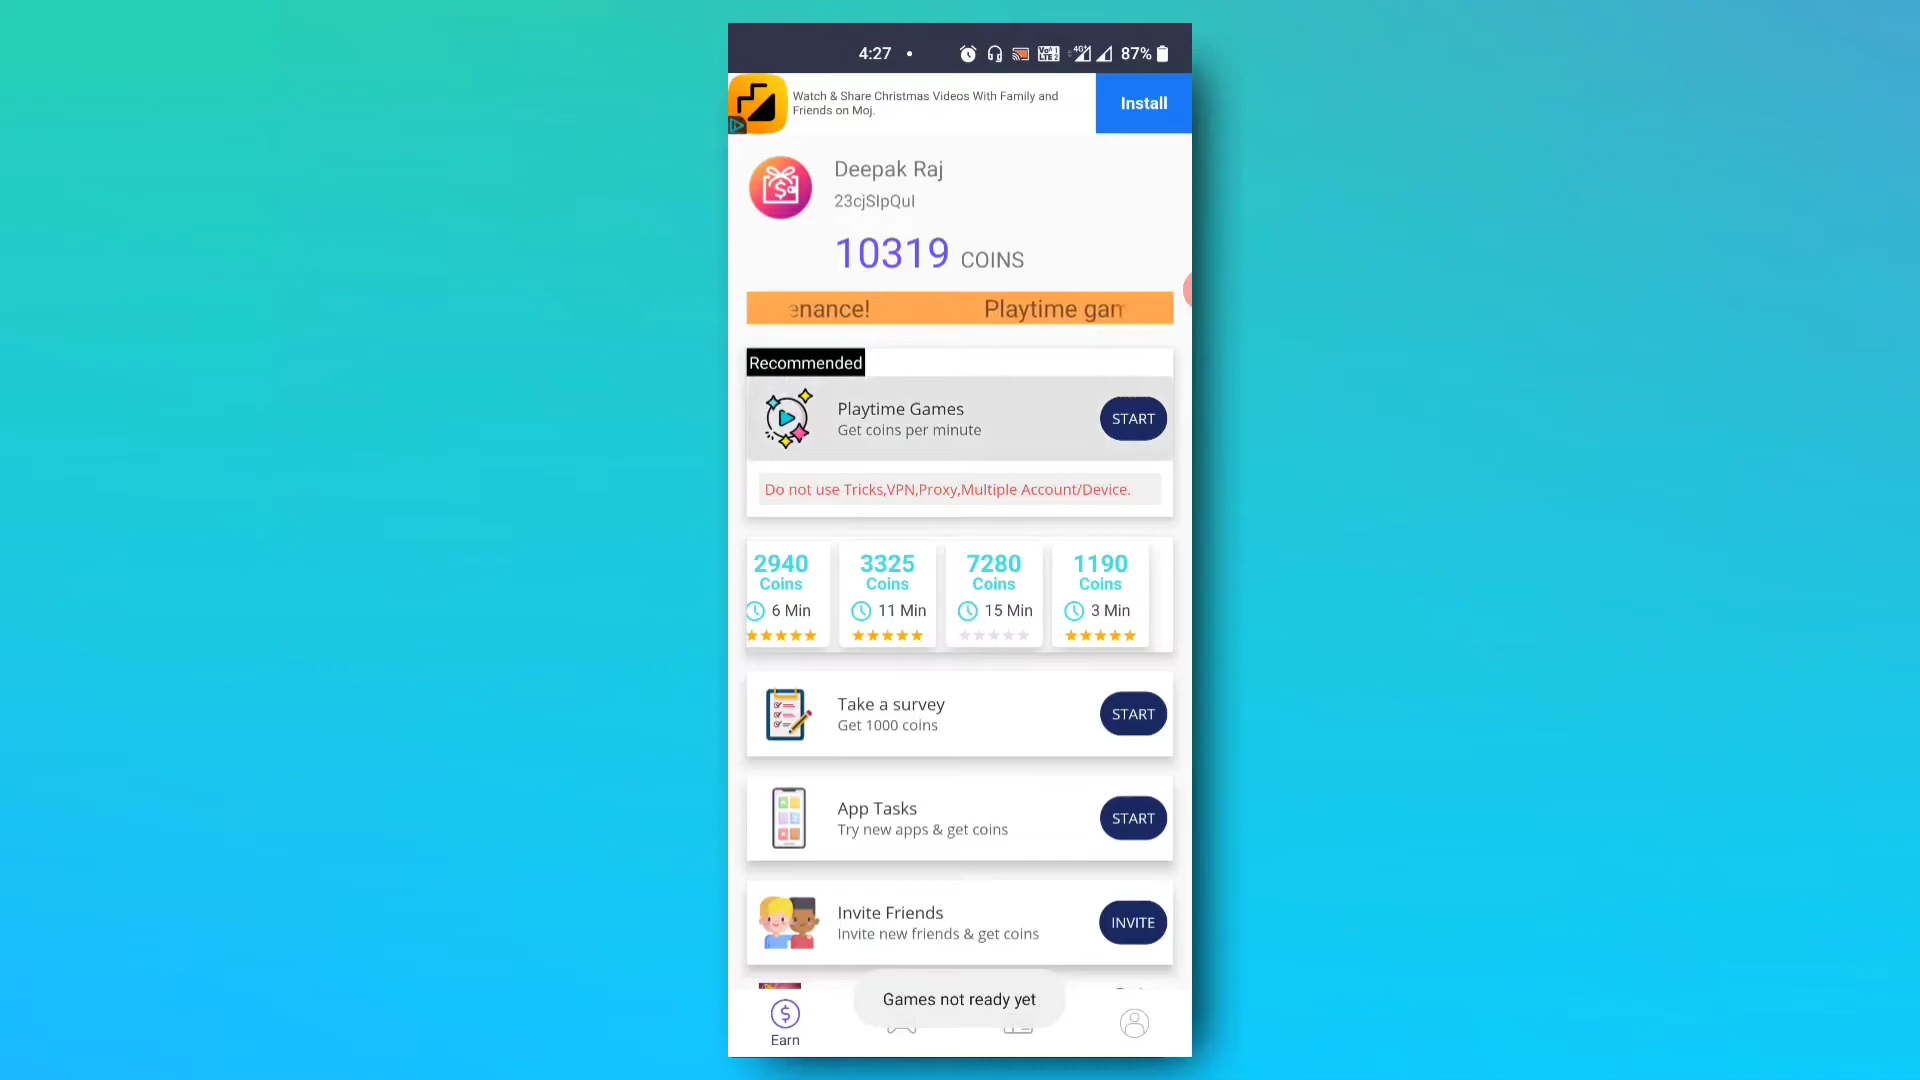 4:27
87%
Watch & Share Christmas Videos With Family and
Friends on Moj.
Install
Deepak Raj
23cjSIpQuI
10319 COINS
enance! Playtime gam
Recommended
Playtime Games
Get coins per minute
START
Do not use Tricks,VPN,Proxy,Multiple Account/Device.
2940 3325 7280 1190
Coins Coins Coins Coins
6 Min 11 Min 15 Min 3 Min
Take a survey
Get 1000 coins
START
App Tasks
Try new apps & get coins
START
Invite Friends
Invite new friends & get coins
INVITE
Games not ready yet
Earn